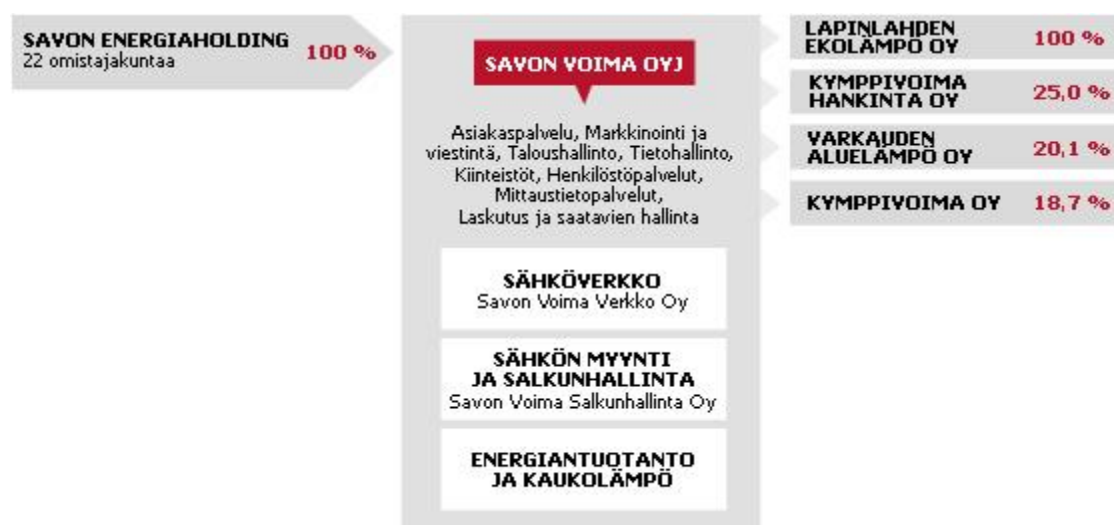 SAVON ENERGIAHOLDING
22 omistajakuntaa
100 %
SAVON VOIMA OYJ
Asiakaspalvelu, Markkinointi ja
viestintä, Taloushallinto, Tietohallinto,
Kiinteistöt, Henkilöstöpalvelut,
Mittaustietopalvelut,
Laskutus ja saatavien hallinta
SÄHKÖVERKKO
Savon Voima Verkko Oy
SÄHKÖN MYYNTI
JA SALKUNHALLINTA
Savon Voima Salkunhallinta Oy
ENERGIANTUOTANTO
JA KAUKOLÄMPÖ
LAPINLAHDEN
EKOLÄMPÖ OY
100 %
KYMPPIVOIMA
HANKINTA OY
25,0 %
VARKAUDEN
ALUELÄMPÖ OY
20,1 %
KYMPPIVOIMA OY
18,7 %